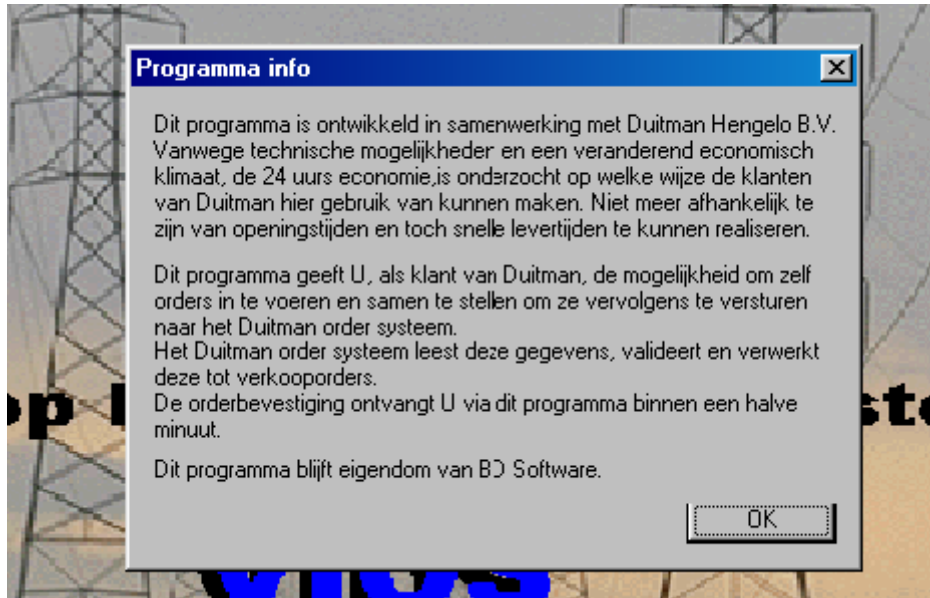 Programma info
Dit programma is ontwikkeld in samenwerking met Duitman Hengelo B.V.
Vanwege technische mogelijkheden en een veranderend economisch
klimaat, de 24 uurs economie,is onderzocht op welke wijze de klanten
van Duitman hier gebruik van kunnen maken. Niet meer afhankelijk te
zijn van openingstijden en toch snelle levertijden te kunnen realiseren.
Dit programma geeft U, als klant van Duitman, de mogelijkheid om zelf
orders in te voeren en samen te stellen om ze vervolgens te versturen
naar het Duitman order systeem.
Het Duitman order systeem leest deze gegevens, valideert en verwerkt
deze tot verkooporders.
De orderbevestiging ontvangt U via dit programma binnen een halve
minuut.
Dit programma blijft eigendom van BD Software.
OK